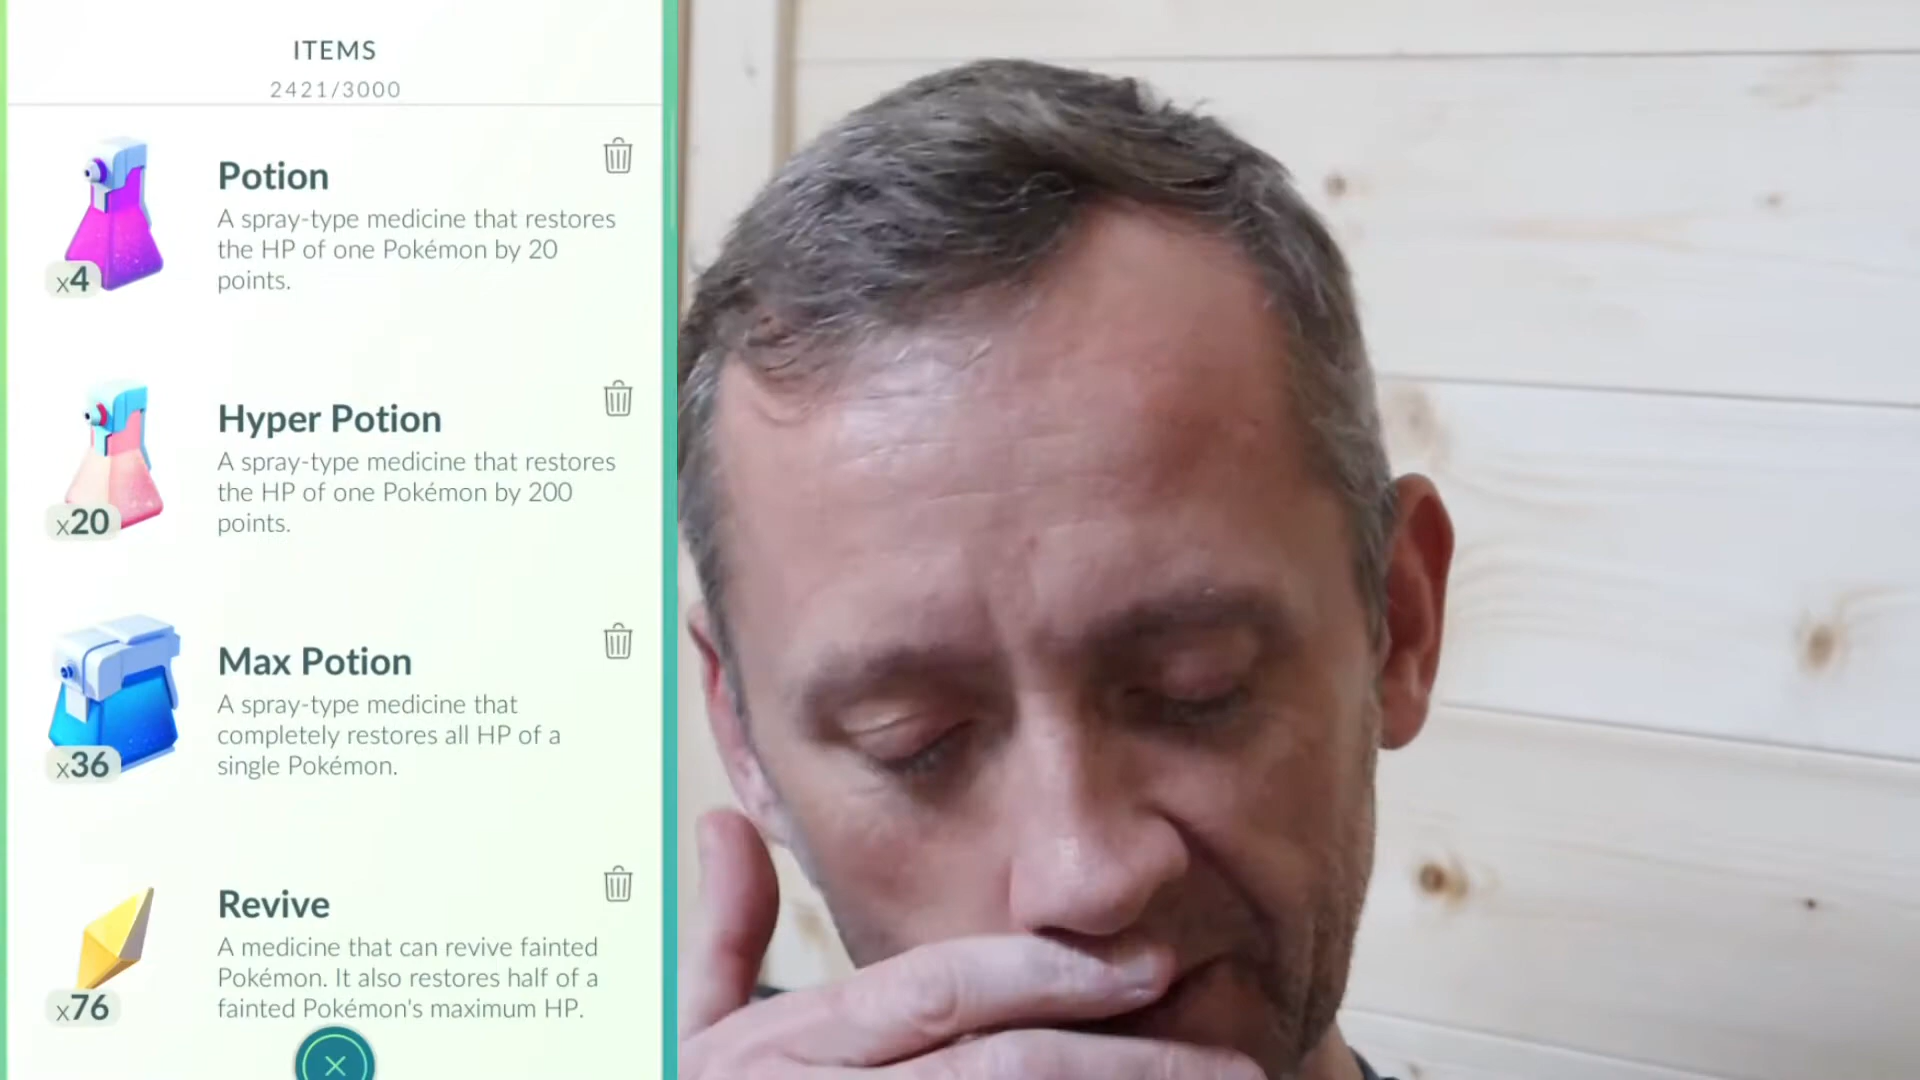 ITEMS
2421/3000
Potion
A spray-type medicine that restores
the HP of one Pokémon by 20
points.
x4
Hyper Potion
A spray-type medicine that restores
the HP of one Pokémon by 200
points.
x20
Max Potion
A spray-type medicine that
completely restores all HP of a
single Pokémon.
x36
Revive
A medicine that can revive fainted
Pokémon. It also restores half of a
fainted Pokémon's maximum HP.
x76